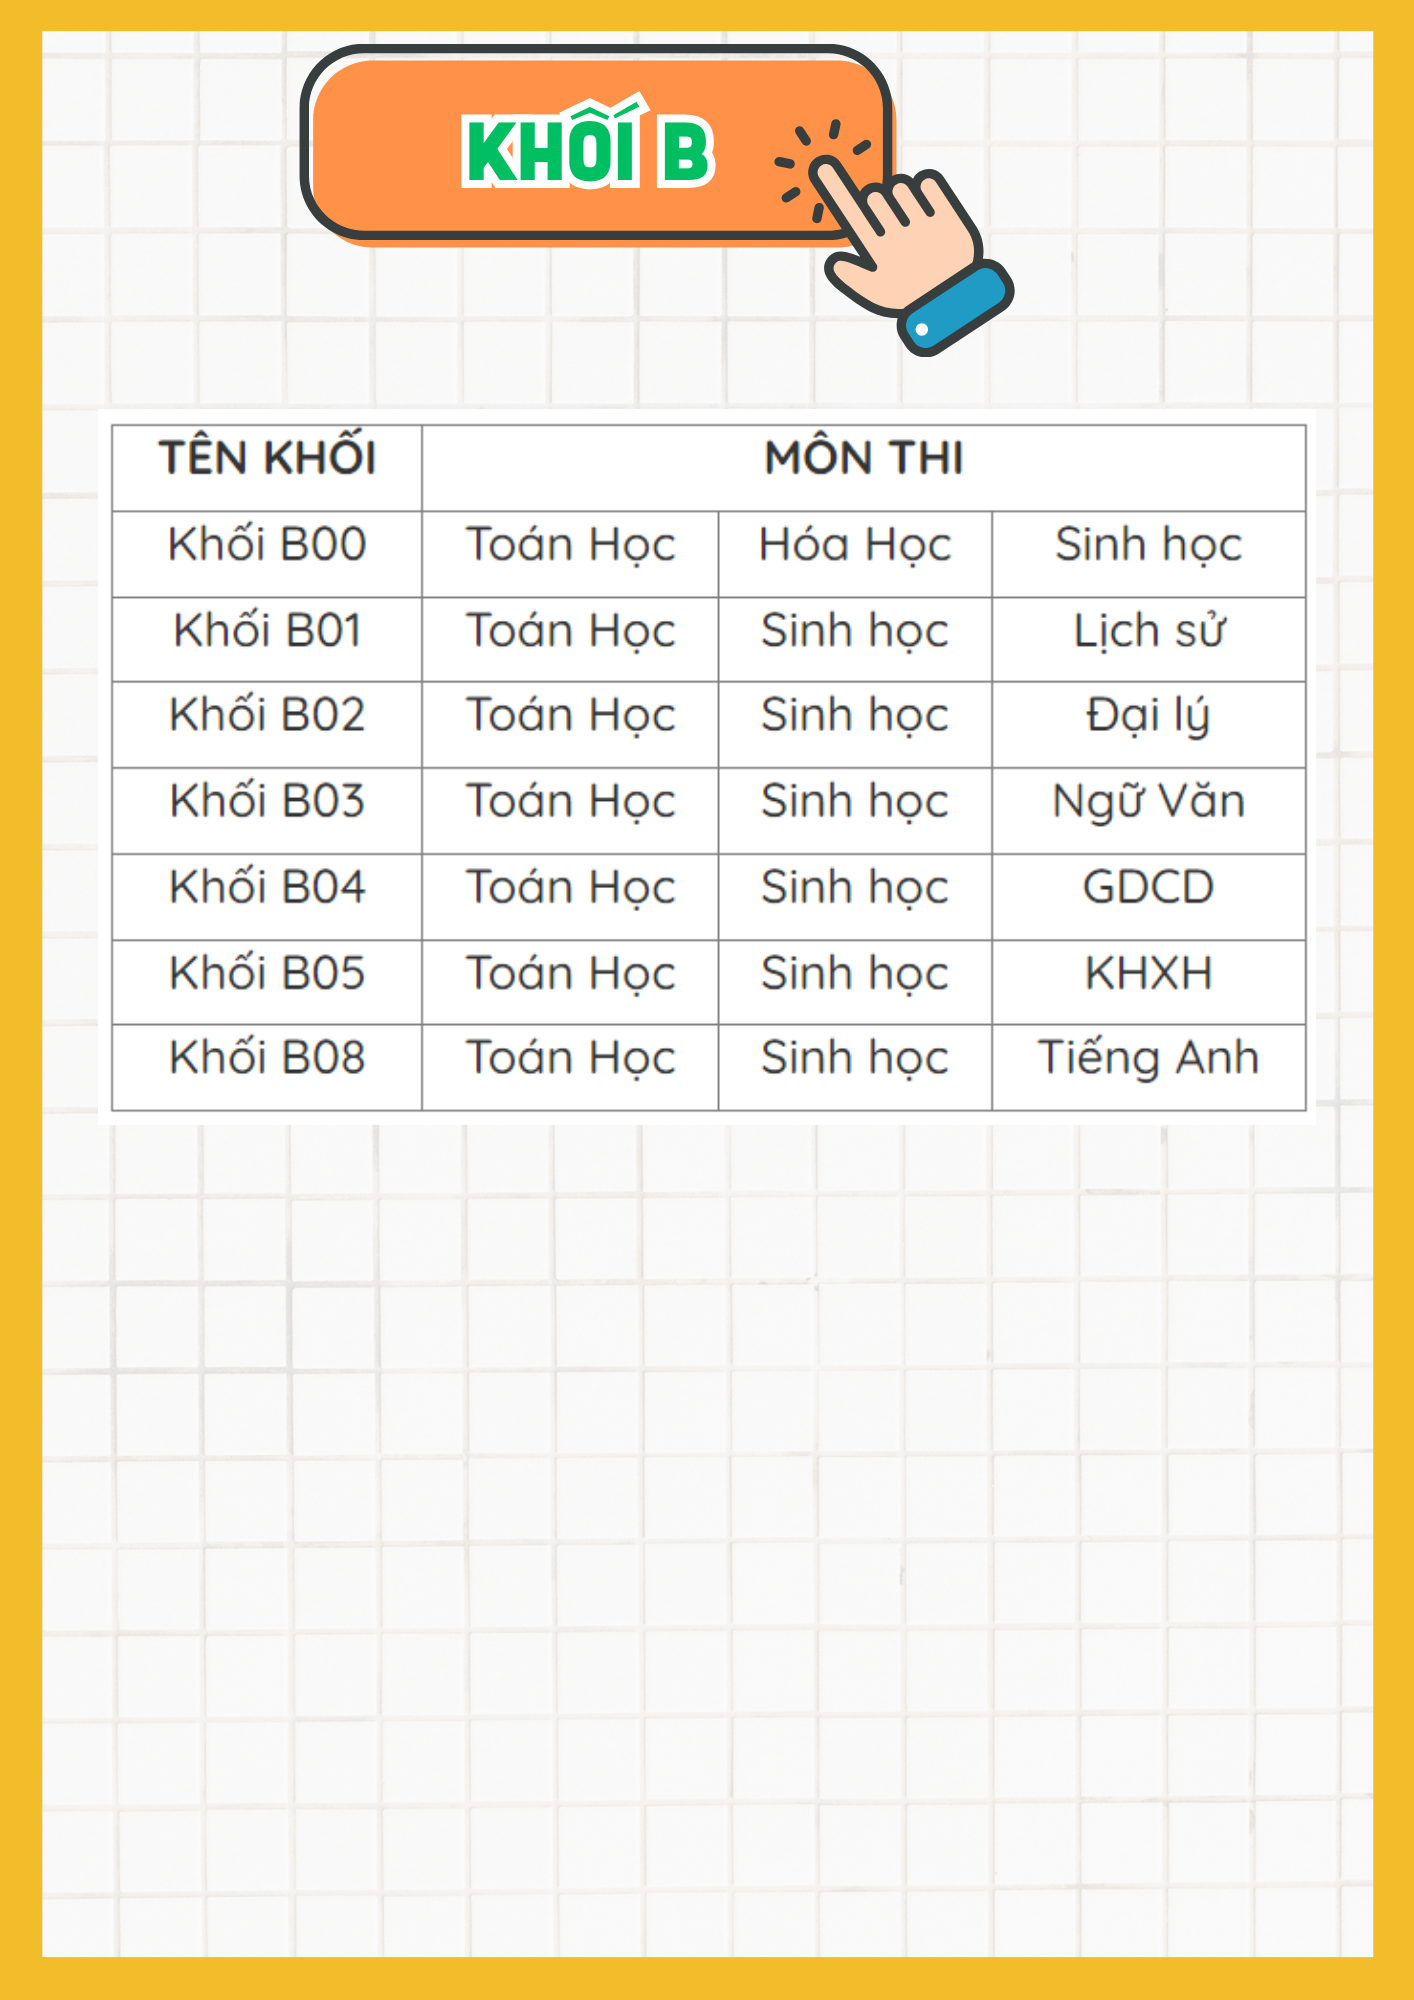 KHỐI B
TÊN KHỐI MÔN THI
Khối B00 Toán Học Hóa Học Sinh học
Khối B01 Toán Học Sinh học Lịch sử
Khối B02 Toán Học Sinh học Đại lý
Khối B03 Toán Học Sinh học Ngữ Văn
Khối B04 Toán Học Sinh học GDCD
Khối B05 Toán Học Sinh học KHXH
Khối B08 Toán Học Sinh học Tiếng Anh